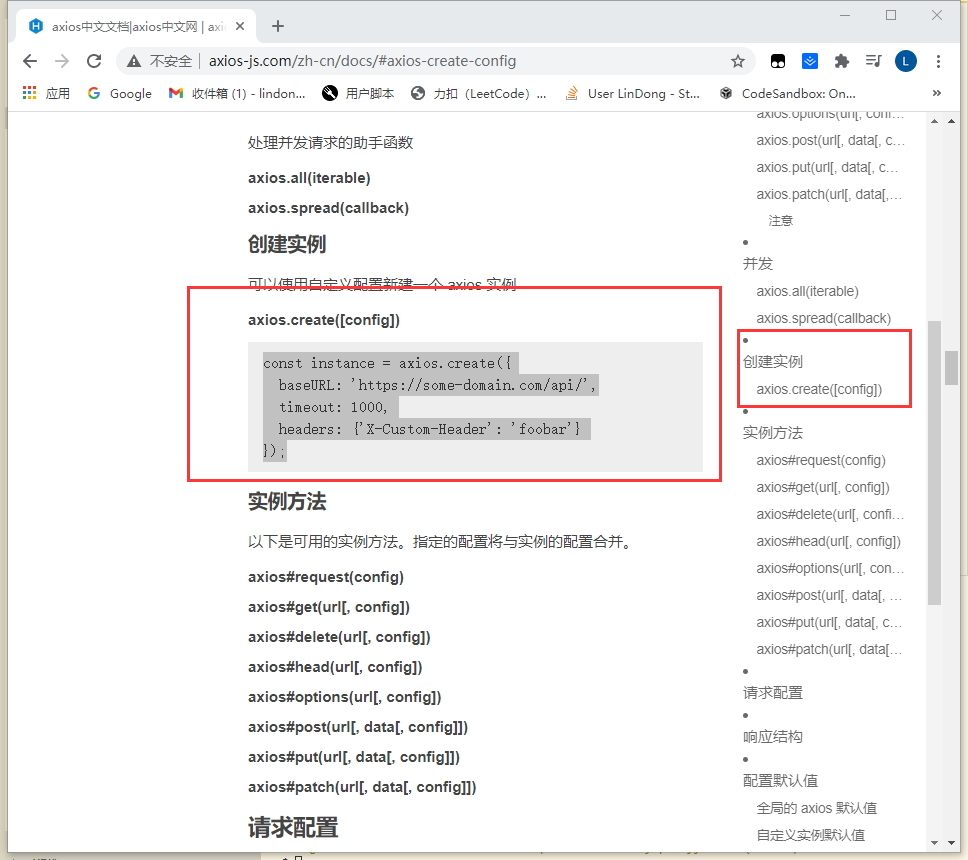 axios中文文档|axios中文网 | axi
不安全 | axios-js.com/zh-cn/docs/#axios-create-config
L
应用 Google 收件箱 (1) - lindon... 用户脚本 力扣（LeetCode）... User LinDong - St... CodeSandbox: On... »
处理并发请求的助手函数
axios.all(iterable)
axios.spread(callback)
创建实例
可以使用自定义配置新建一个 axios 实例
axios.create([config])
const instance = axios.create({
baseURL: 'https://some-domain.com/api/',
timeout: 1000,
headers: {'X-Custom-Header': 'foobar'}
});
实例方法
以下是可用的实例方法。指定的配置将与实例的配置合并。
axios#request(config)
axios#get(url[, config])
axios#delete(url[, config])
axios#head(url[, config])
axios#options(url[, config])
axios#post(url[, data[, config]])
axios#put(url[, data[, config]])
axios#patch(url[, data[, config]])
请求配置
axios.options(url[, conf...
axios.post(url[, data[, c...
axios.put(url[, data[, c...
axios.patch(url[, data[,...
注意
并发
axios.all(iterable)
axios.spread(callback)
创建实例
axios.create([config])
实例方法
axios#request(config)
axios#get(url[, config])
axios#delete(url[, confi...
axios#head(url[, config])
axios#options(url[, con...
axios#post(url[, data[, ...
axios#put(url[, data[, c...
axios#patch(url[, data[...
请求配置
响应结构
配置默认值
全局的 axios 默认值
自定义实例默认值